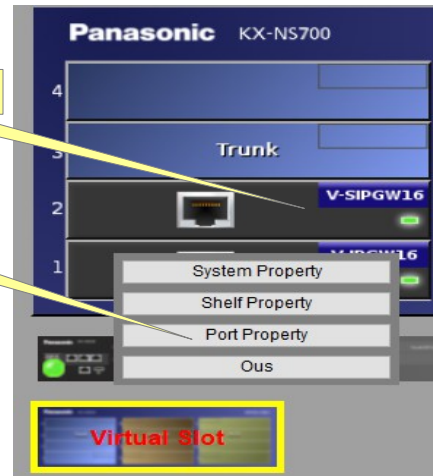 Panasonic KX-NS700
4
3 Trunk
2 V-SIPGW16
1 V-IPGW16
System Property
Shelf Property
Port Property
Ous
Virtual Slot